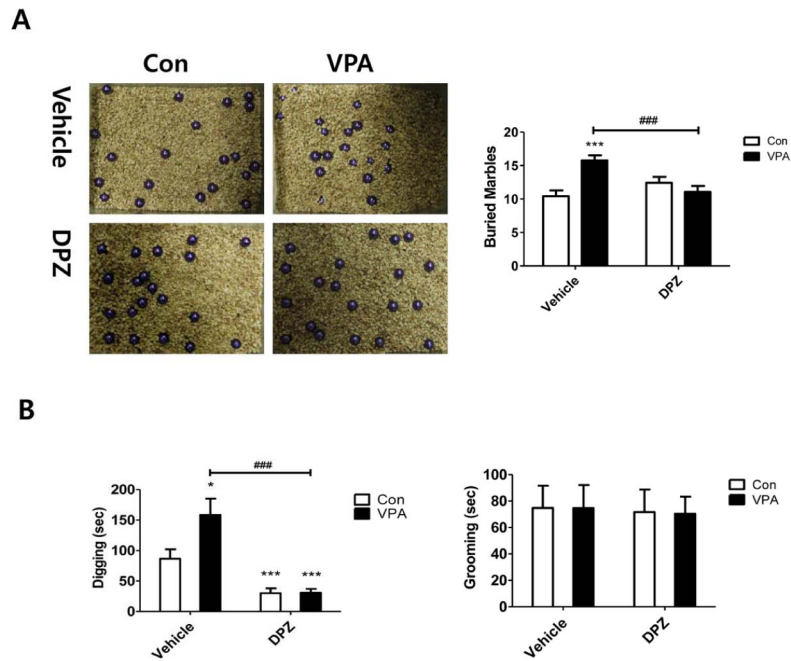 A
Con VPA
Vehicle
DPZ
###
***
20
15
10
5
0
Buried Marbles
Vehicle DPZ
Con
VPA
B
###
*
*** ***
200
150
100
50
0
Digging (sec)
Vehicle DPZ
Con
VPA
100
80
60
40
20
0
Grooming (sec)
Vehicle DPZ
Con
VPA